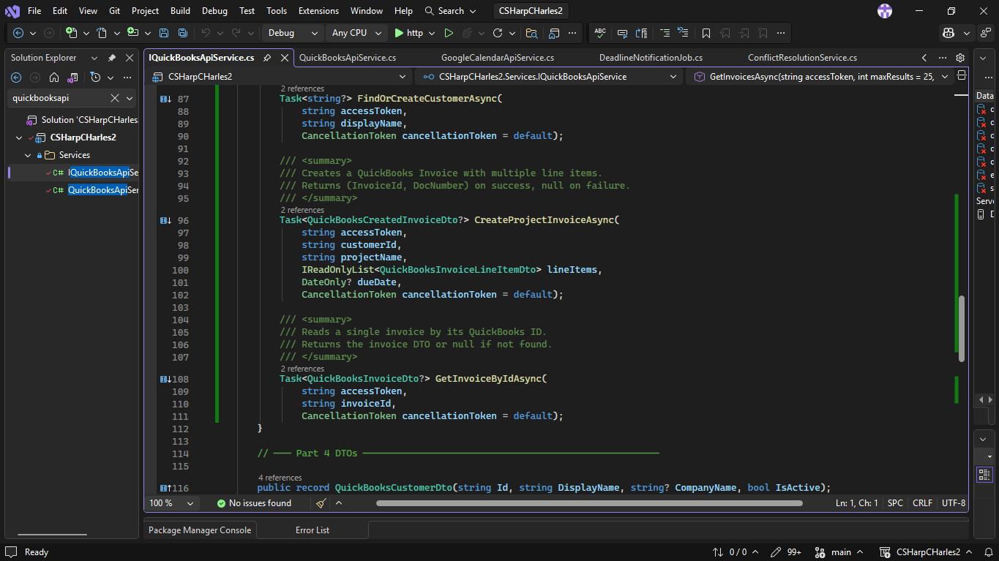 File Edit View Git Project Build Debug Test Tools Extensions Window Help Search CSHarpCHarles2
Debug Any CPU http
Solution Explorer
quickbooksapi
Solution 'CSHarpCHarles
CSHarpCHarles2
Services
C# IQuickBooksApiSe
C# QuickBooksApiSer
IQuickBooksApiService.cs QuickBooksApiService.cs GoogleCalendarApiService.cs DeadlineNotificationJob.cs ConflictResolutionService.cs
CSHarpCHarles2 CSHarpCHarles2.Services.IQuickBooksApiService GetInvoicesAsync(string accessToken, int maxResults = 25,
2 references
87 Task<string?> FindOrCreateCustomerAsync(
88 string accessToken,
89 string displayName,
90 CancellationToken cancellationToken = default);
91
92 /// <summary>
93 /// Creates a QuickBooks Invoice with multiple line items.
94 /// Returns (InvoiceId, DocNumber) on success, null on failure.
95 /// </summary>
2 references
96 Task<QuickBooksCreatedInvoiceDto?> CreateProjectInvoiceAsync(
97 string accessToken,
98 string customerId,
99 string projectName,
100 IReadOnlyList<QuickBooksInvoiceLineItemDto> lineItems,
101 DateOnly? dueDate,
102 CancellationToken cancellationToken = default);
103
104 /// <summary>
105 /// Reads a single invoice by its QuickBooks ID.
106 /// Returns the invoice DTO or null if not found.
107 /// </summary>
2 references
108 Task<QuickBooksInvoiceDto?> GetInvoiceByIdAsync(
109 string accessToken,
110 string invoiceId,
111 CancellationToken cancellationToken = default);
112 }
113
114 // ─── Part 4 DTOs ──────────────────────────────────────────────────────
115
4 references
116 public record QuickBooksCustomerDto(string Id, string DisplayName, string? CompanyName, bool IsActive);
100 % No issues found Ln: 1, Ch: 1 SPC CRLF UTF-8
Data
Serve
Package Manager Console Error List
Ready 0 / 0 99+ main CSHarpCHarles2